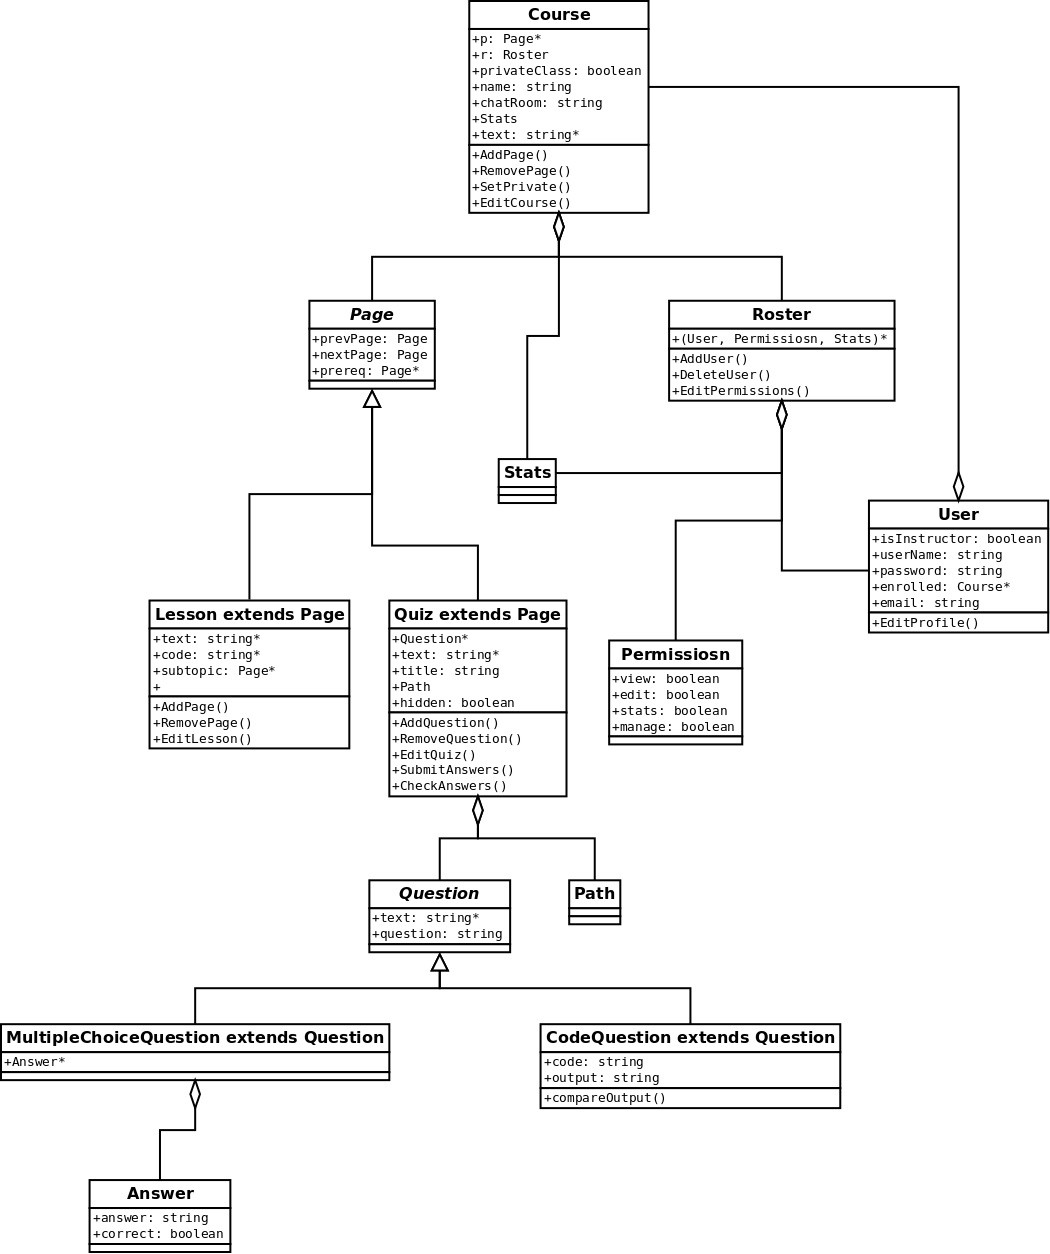 Course
+p: Page*
+r: Roster
+privateClass: boolean
+name: string
+chatRoom: string
+Stats
+text: string*
+AddPage()
+RemovePage()
+SetPrivate()
+EditCourse()
Page
+prevPage: Page
+nextPage: Page
+prereq: Page*
Roster
+(User, Permissiosn, Stats)*
+AddUser()
+DeleteUser()
+EditPermissions()
Stats
User
+isInstructor: boolean
+userName: string
+password: string
+enrolled: Course*
+email: string
+EditProfile()
Lesson extends Page
+text: string*
+code: string*
+subtopic: Page*
+
+AddPage()
+RemovePage()
+EditLesson()
Quiz extends Page
+Question*
+text: string*
+title: string
+Path
+hidden: boolean
+AddQuestion()
+RemoveQuestion()
+EditQuiz()
+SubmitAnswers()
+CheckAnswers()
Permissiosn
+view: boolean
+edit: boolean
+stats: boolean
+manage: boolean
Question
+text: string*
+question: string
Path
MultipleChoiceQuestion extends Question
+Answer*
CodeQuestion extends Question
+code: string
+output: string
+compareOutput()
Answer
+answer: string
+correct: boolean